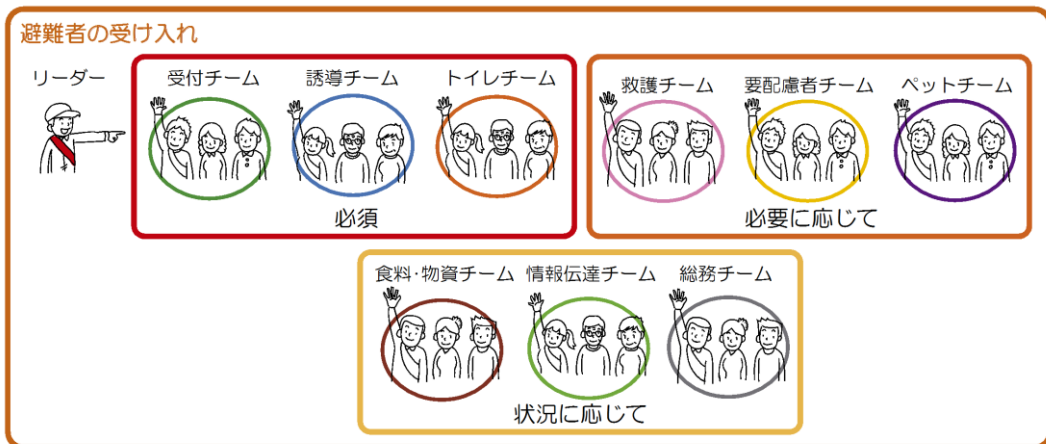 避難者の受け入れ
リーダー
受付チーム
誘導チーム
トイレチーム
必須
救護チーム
要配慮者チーム
ペットチーム
必要に応じて
食料・物資チーム
情報伝達チーム
総務チーム
状況に応じて